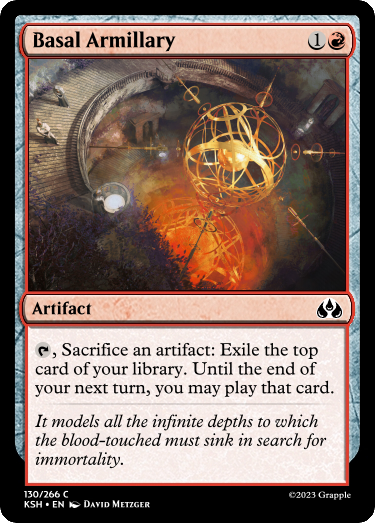 Basal Armillary 1
Artifact
, Sacrifice an artifact: Exile the top
card of your library. Until the end of
your next turn, you may play that card.
It models all the infinite depths to which
the blood-touched must sink in search for
immortality.
130/266 C
KSH • EN DAVID METZGER
©2023 Grapple